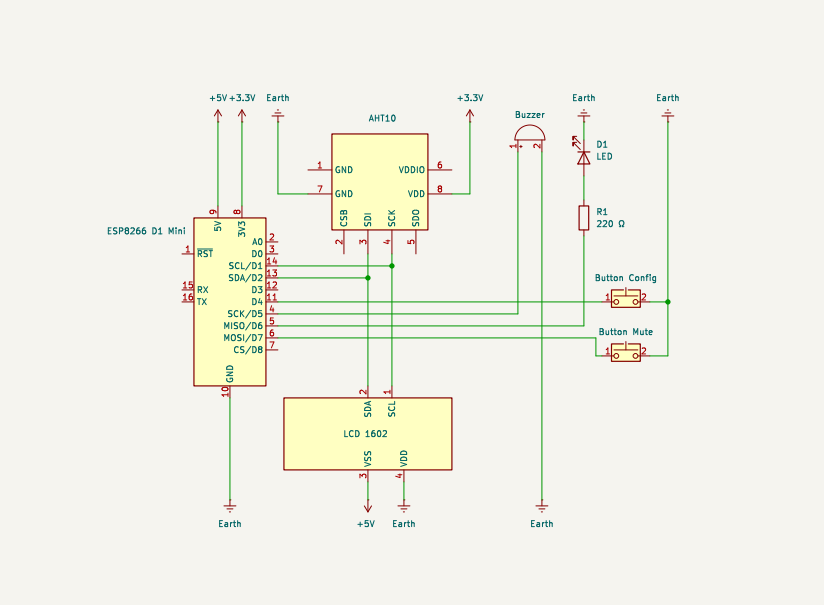 +5V +3.3V Earth +3.3V Earth Earth
AHT10
Buzzer
1 + 2
D1
LED
1 GND VDDIO 6
7 GND VDD 8
CSB SDI SCK SDO
2 3 4 5
R1
220 Ω
ESP8266 D1 Mini
9 8
5V 3V3
1 RST
A0 2
D0 3
SCL/D1 14
SDA/D2 13
15 RX D3 12
16 TX D4 11
SCK/D5 4
MISO/D6 5
MOSI/D7 6
CS/D8 7
GND
10
Button Config
1 2
Button Mute
1 2
2 1
SDA SCL
LCD 1602
VSS VDD
3 4
Earth +5V Earth Earth